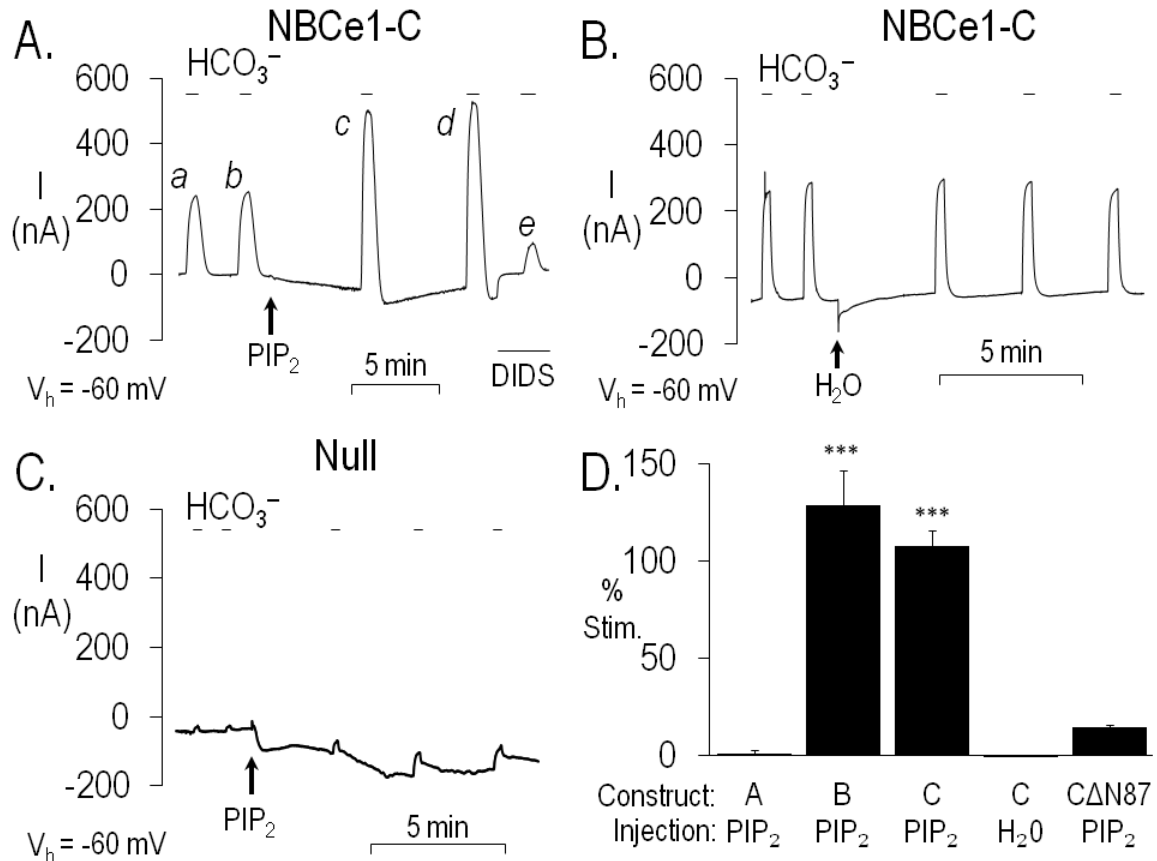 A.
NBCe1-C
HCO₃⁻
600
400
200
0
-200
I
(nA)
a
b
c
d
e
PIP₂
5 min
DIDS
Vₕ = -60 mV
B.
NBCe1-C
HCO₃⁻
600
400
200
0
-200
I
(nA)
H₂O
5 min
Vₕ = -60 mV
C.
Null
HCO₃⁻
600
400
200
0
-200
I
(nA)
PIP₂
5 min
Vₕ = -60 mV
D.
150
100
50
0
%
Stim.
***
***
Construct: A B C C CΔN87
Injection: PIP₂ PIP₂ PIP₂ H₂0 PIP₂